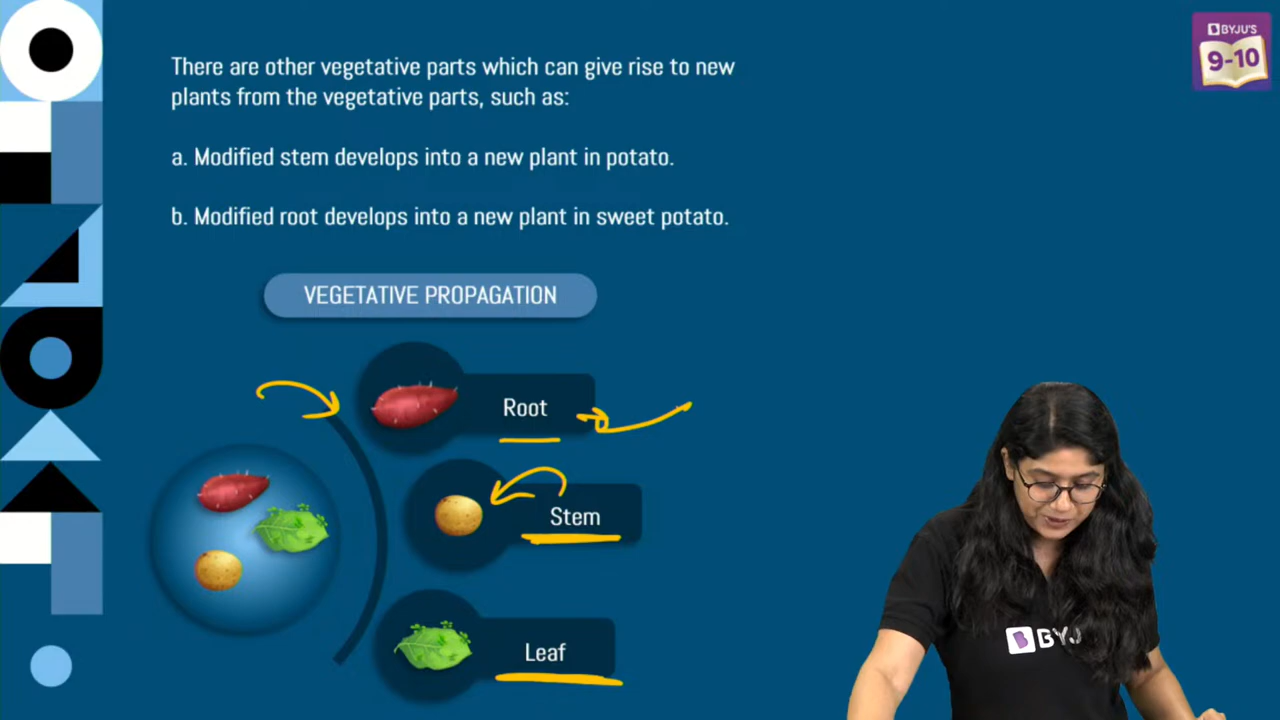 BYJU'S
9-10
There are other vegetative parts which can give rise to new
plants from the vegetative parts, such as:
a. Modified stem develops into a new plant in potato.
b. Modified root develops into a new plant in sweet potato.
VEGETATIVE PROPAGATION
Root
Stem
Leaf
BYJ